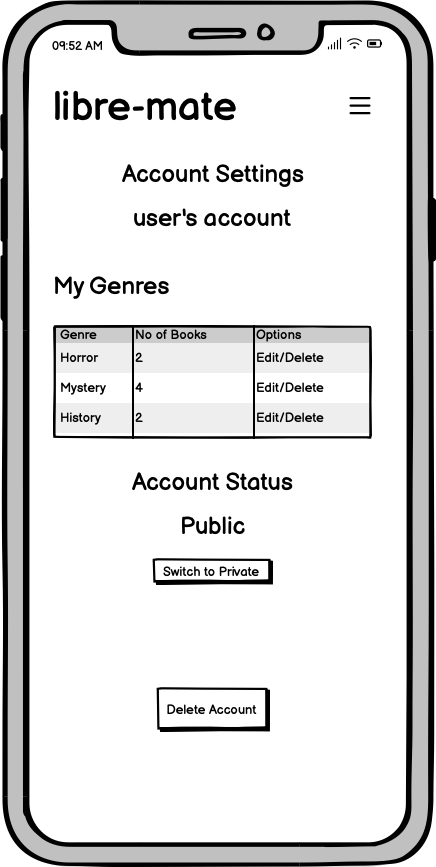 09:52 AM
libre-mate
Account Settings
user's account
My Genres
Genre No of Books Options
Horror 2 Edit/Delete
Mystery 4 Edit/Delete
History 2 Edit/Delete
Account Status
Public
Switch to Private
Delete Account